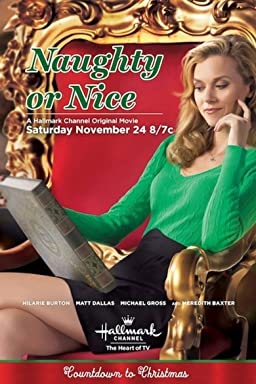 Naughty
or Nice
A Hallmark Channel Original Movie
Saturday November 24 8/7c
HILARIE BURTON MATT DALLAS MICHAEL GROSS AND MEREDITH BAXTER
Hallmark
CHANNEL
The Heart of TV
Countdown to Christmas